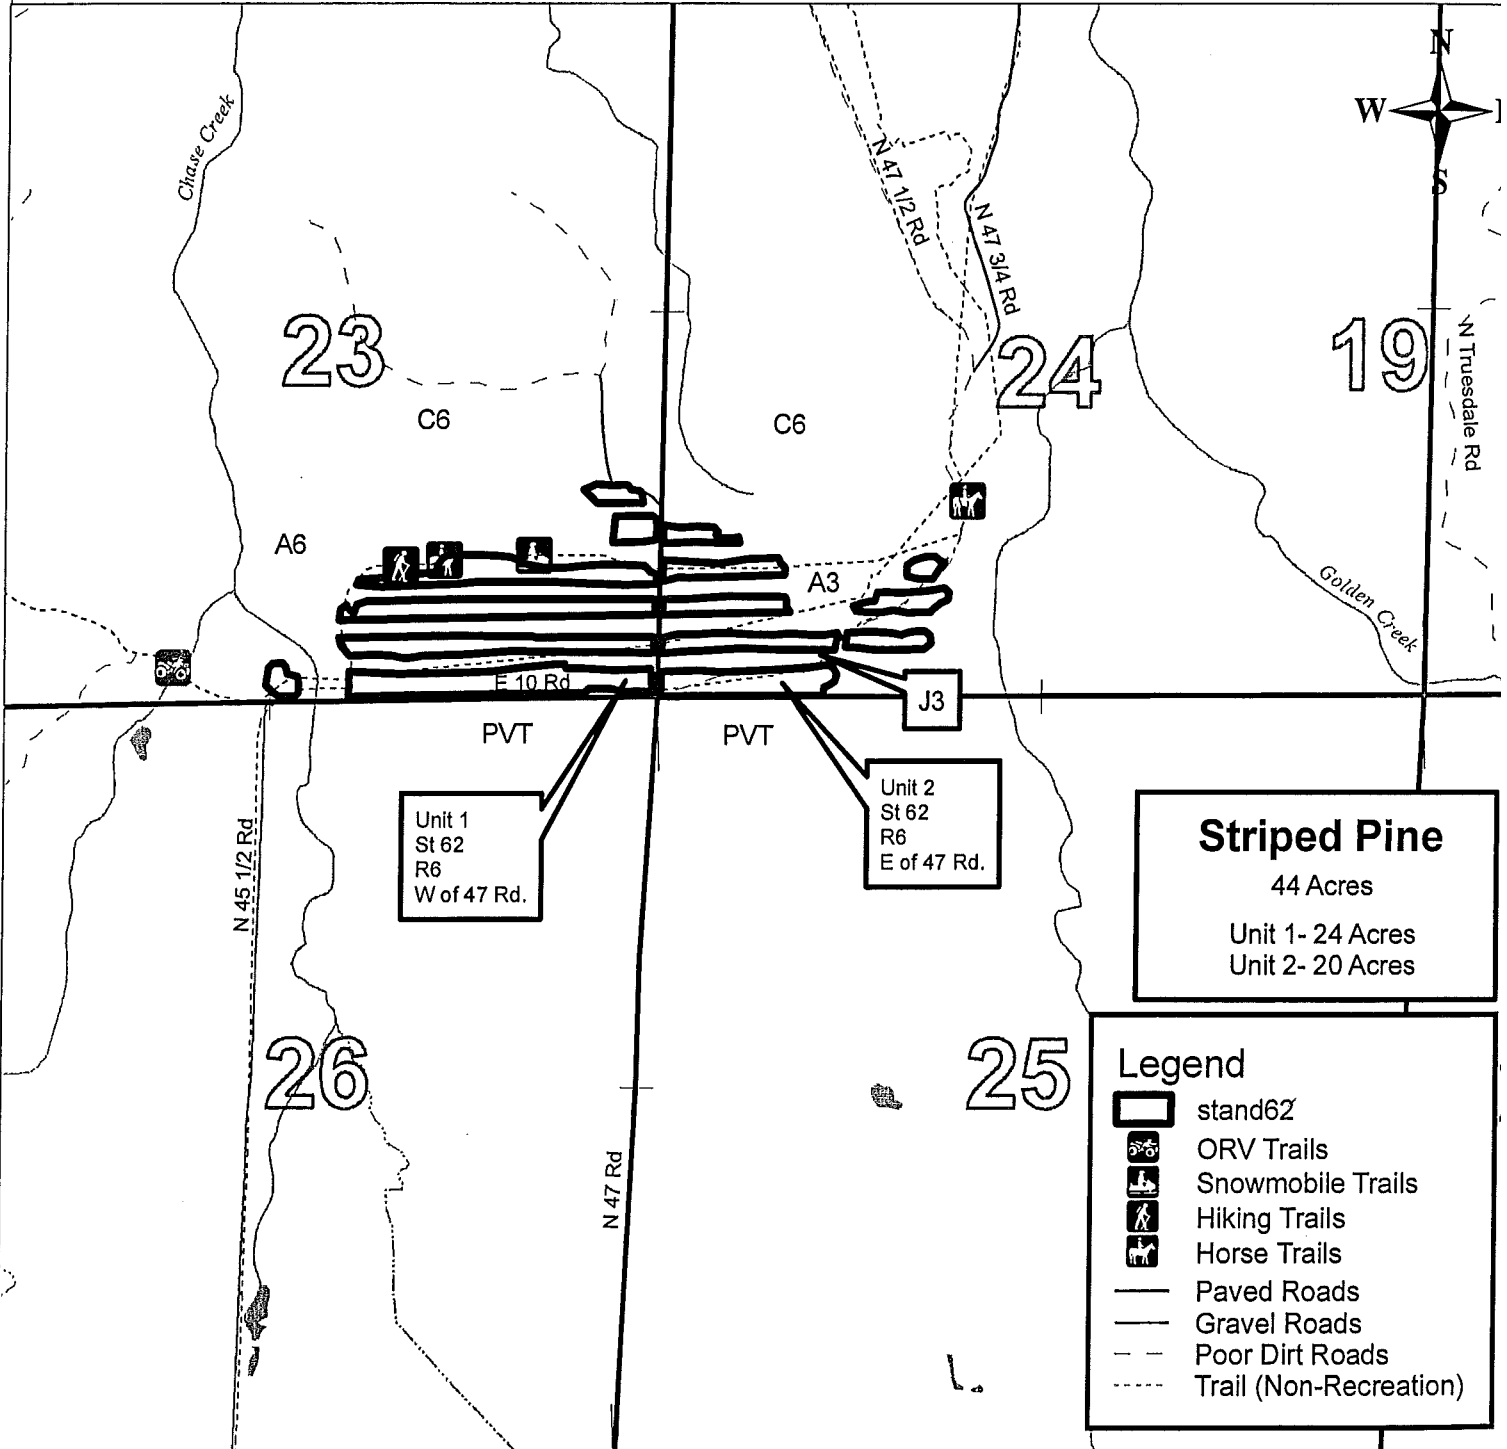 N
W
S
Chase Creek
N 47 1/2 Rd
N 47 3/4 Rd
23
24
19
N Truesdale Rd
C6
C6
A6
A3
Golden Creek
E 10 Rd
J3
PVT
PVT
Unit 1
St 62
R6
W of 47 Rd.
Unit 2
St 62
R6
E of 47 Rd.
N 45 1/2 Rd
Striped Pine
44 Acres
Unit 1- 24 Acres
Unit 2- 20 Acres
26
25
N 47 Rd
Legend
stand62
ORV Trails
Snowmobile Trails
Hiking Trails
Horse Trails
Paved Roads
Gravel Roads
Poor Dirt Roads
Trail (Non-Recreation)